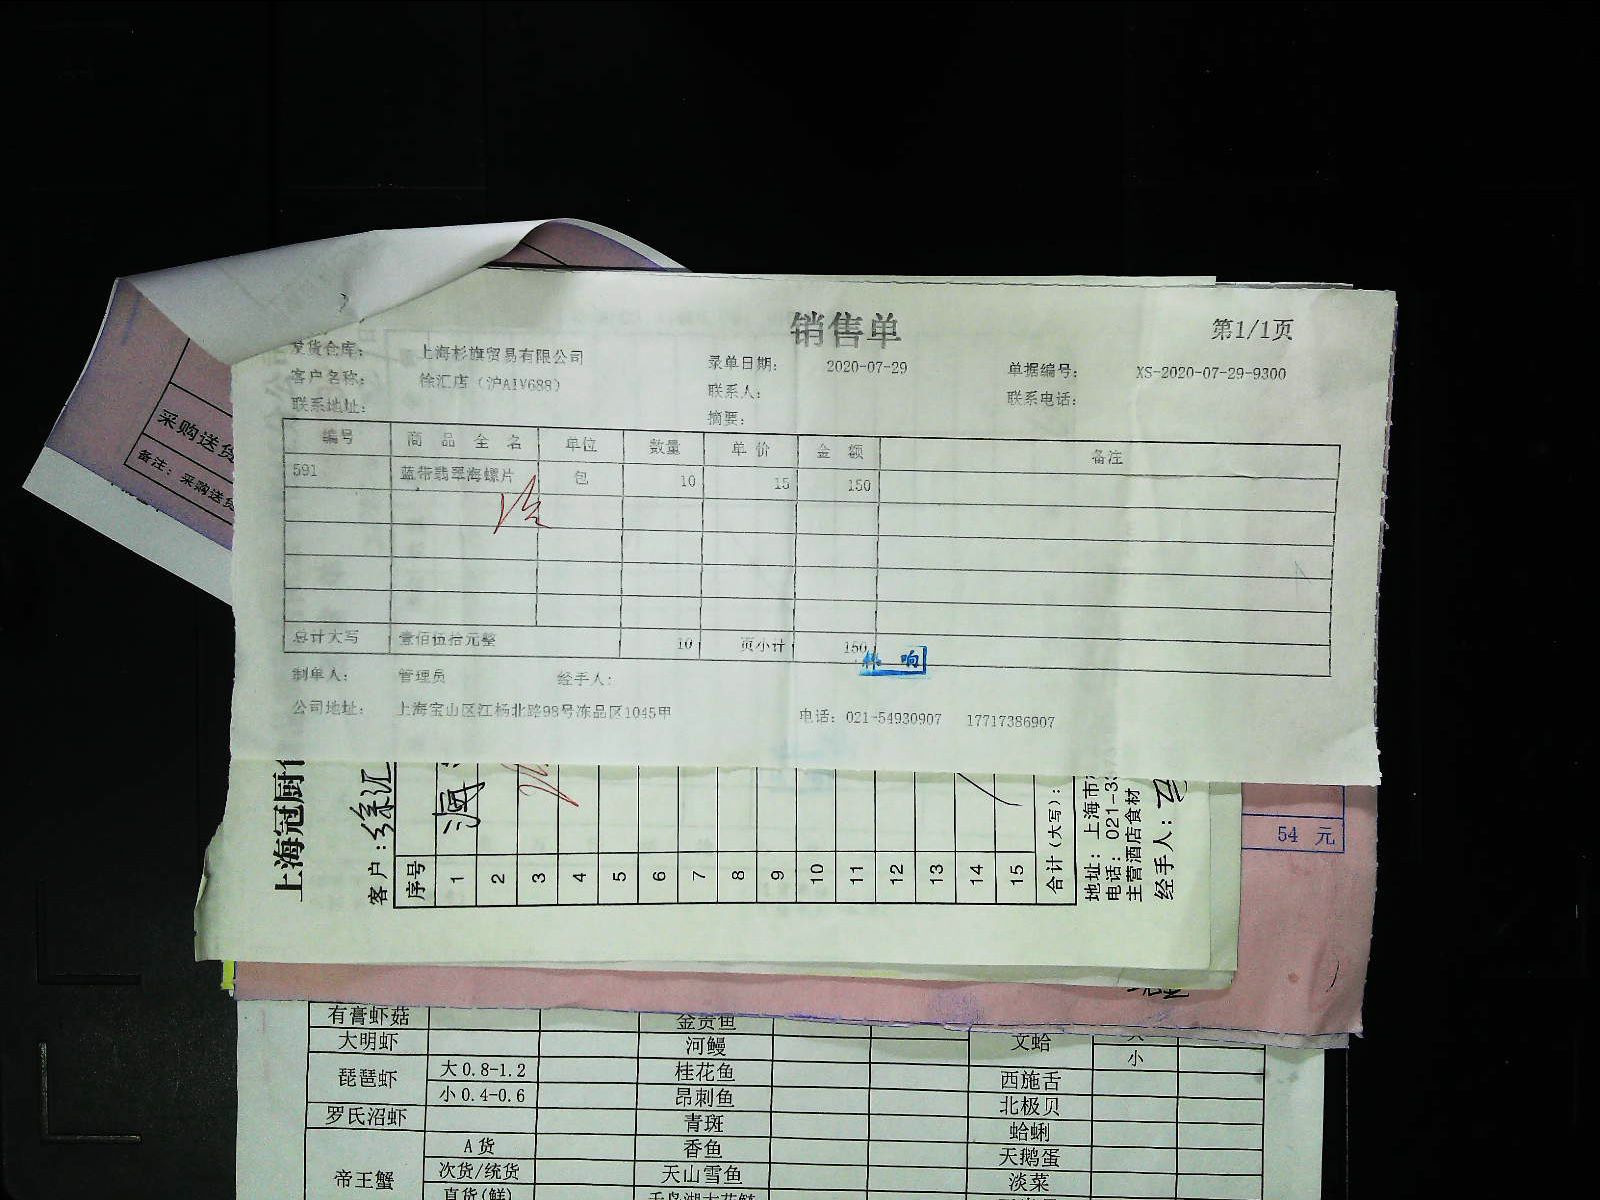 销售单
第1/1页
发货仓库： 上海杉旗贸易有限公司 录单日期： 2020-07-29 单据编号： XS-2020-07-29-9300
客户名称： 徐汇店（沪AIV688） 联系人： 联系电话：
联系地址： 摘要：
编号 商品全名 单位 数量 单价 金额 备注
591 蓝带翡翠海螺片 包 10 15 150
总计大写 壹佰伍拾元整 10 页小计 150
响
制单人： 管理员 经手人：
公司地址： 上海宝山区江杨北路98号冻品区1045甲 电话：021-54930907 17717386907
采购送货
备注：采购送货
上海冠厨
客户：徐汇
序号
1
2
3
4
5
6
7
8
9
10
11
12
13
14
15
合计（大写）：
地址：上海市
电话：021-3
主营酒店食材
经手人：
54 元
有膏虾菇 金贡鱼
大明虾 河鳗 文蛤 小
琵琶虾 大0.8-1.2 桂花鱼 西施舌
小0.4-0.6 昂刺鱼 北极贝
罗氏沼虾 青斑 蛤蜊
帝王蟹 A货 香鱼 天鹅蛋
次货/统货 天山雪鱼 淡菜
真货(鲜)